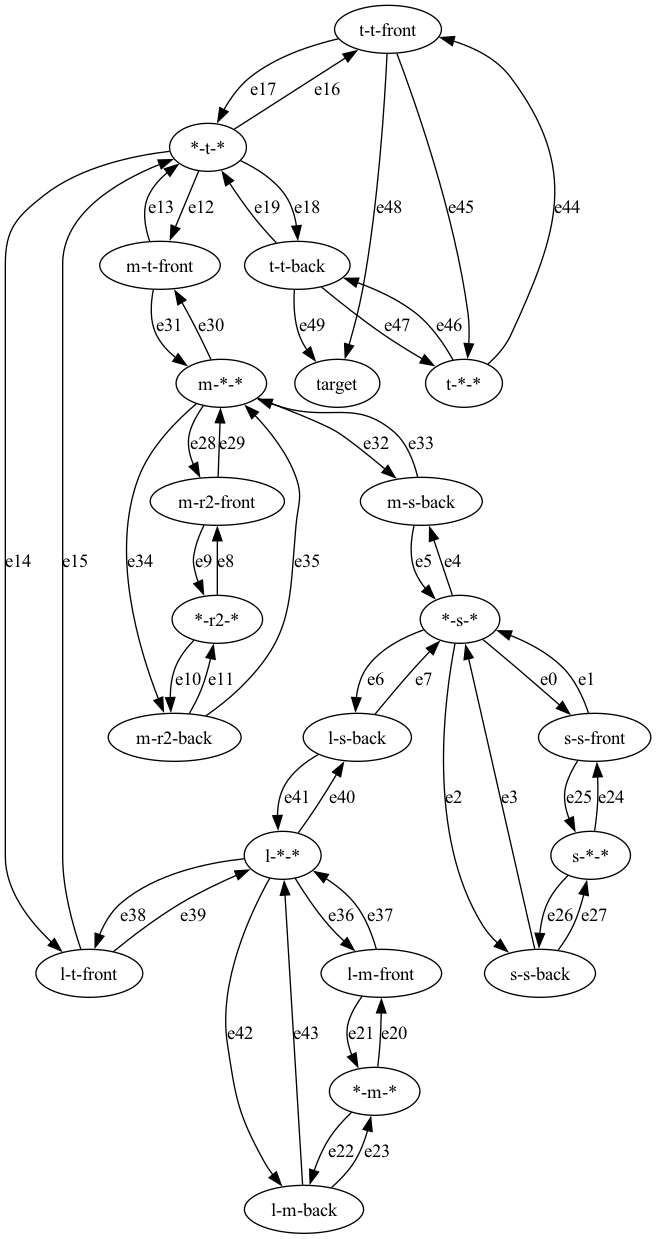 t-t-front
e17
e16
*-t-*
e48
e45
e44
e13
e12
e19
e18
m-t-front
t-t-back
e31
e30
e49
e47
e46
m-*-*
target
t-*-*
e28
e29
e32
e33
m-r2-front
m-s-back
e14
e15
e34
e9
e8
e35
e5
e4
*-r2-*
*-s-*
e10
e11
e6
e7
e0
e1
m-r2-back
l-s-back
s-s-front
e41
e40
e2
e3
e25
e24
l-*-*
s-*-*
e38
e39
e36
e37
e26
e27
l-t-front
l-m-front
s-s-back
e42
e43
e21
e20
*-m-*
e22
e23
l-m-back